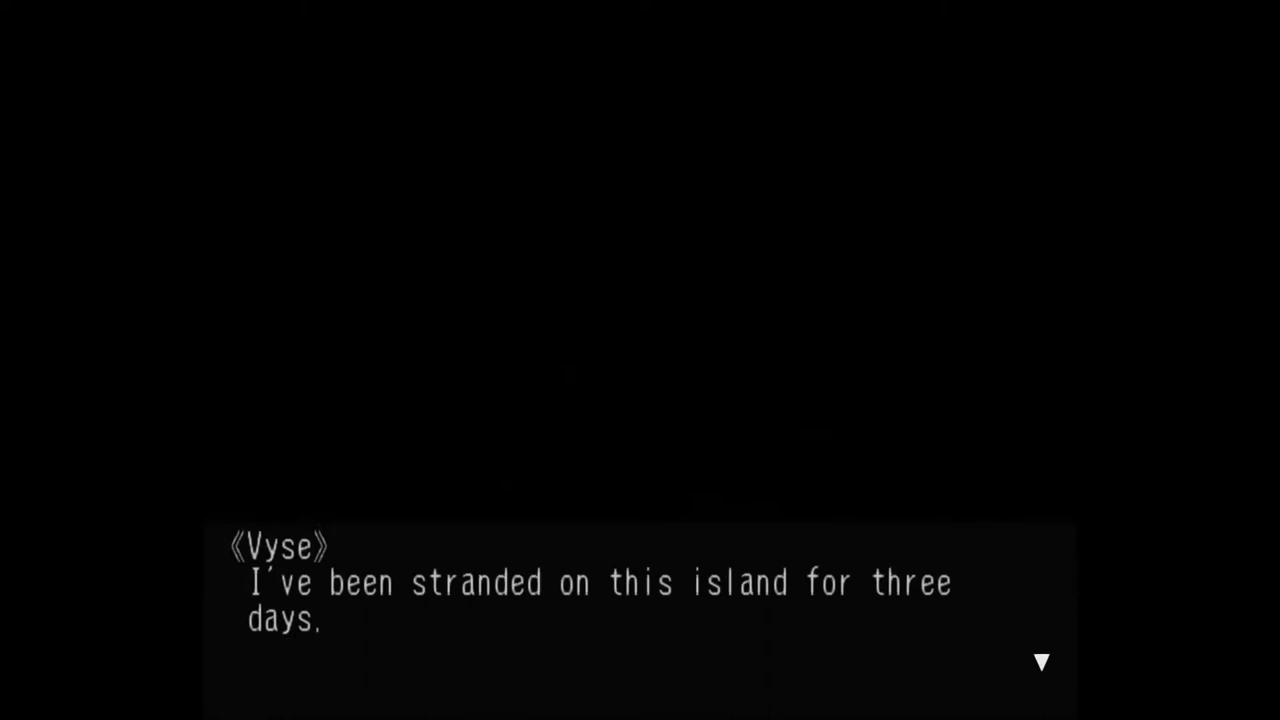 《Vyse》
I've been stranded on this island for three
days.